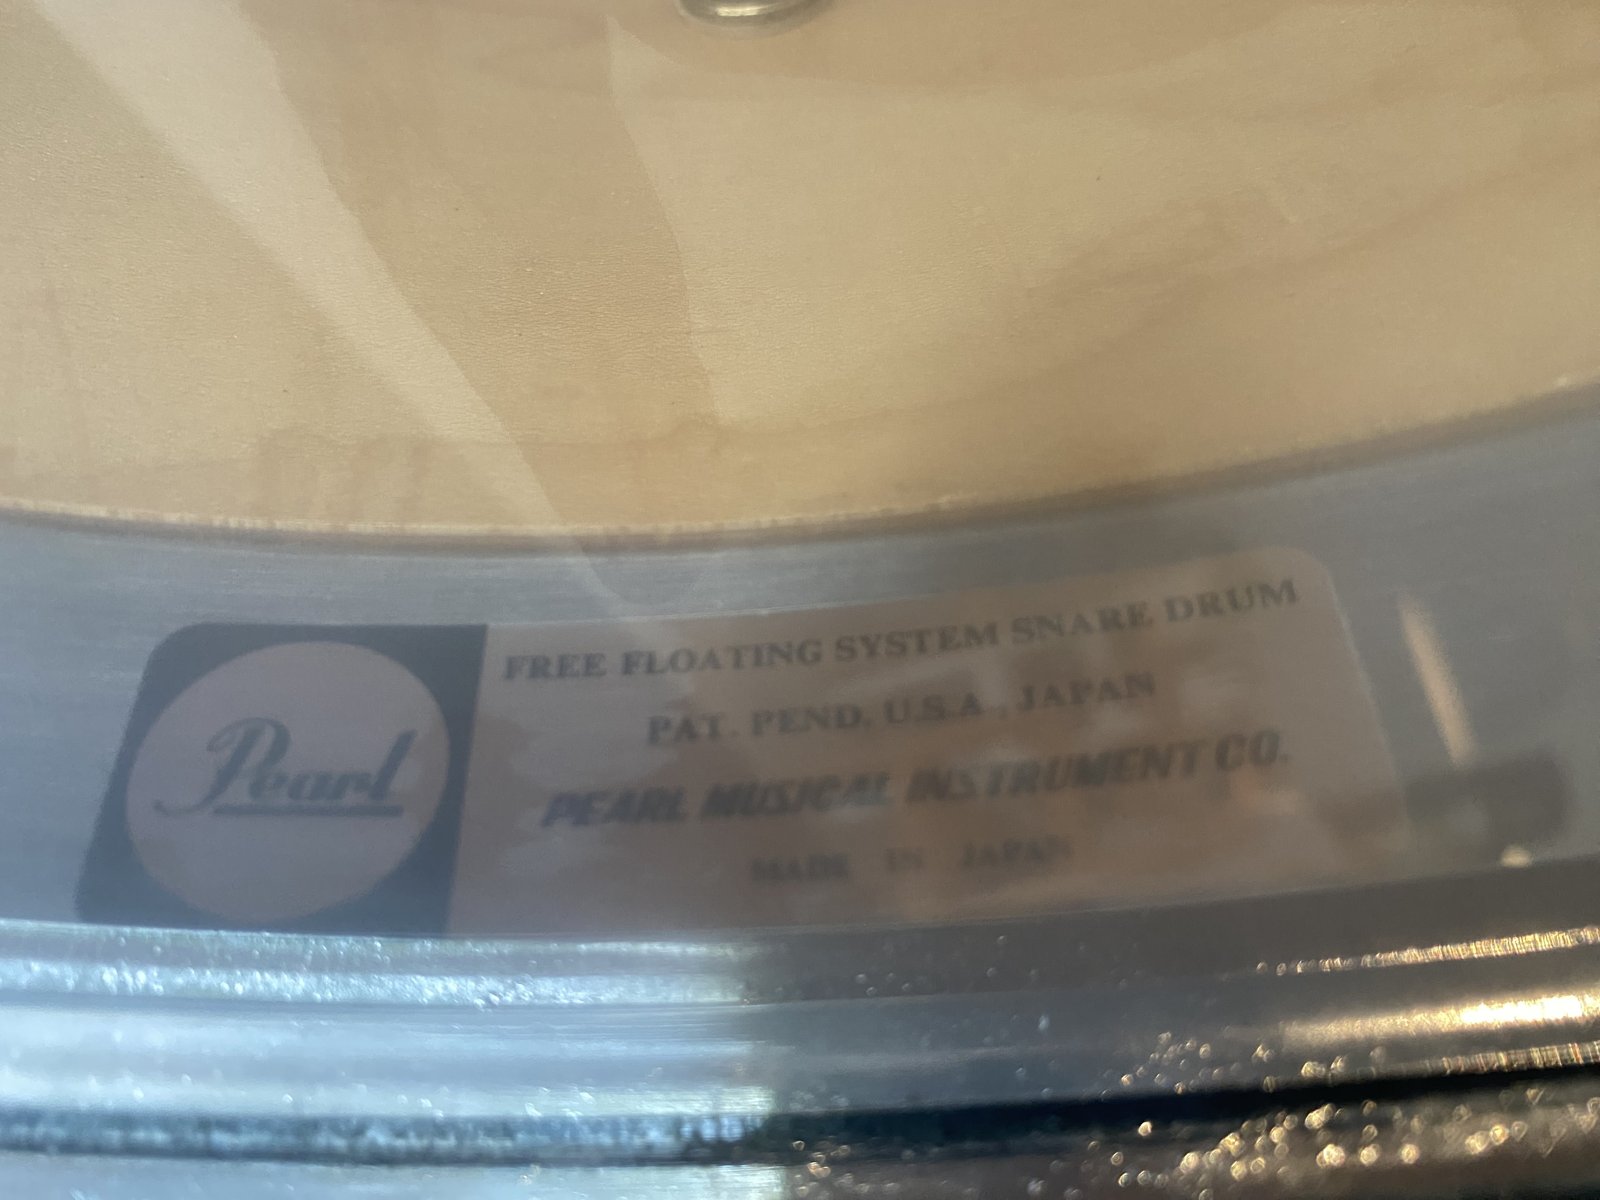 Pearl
FREE FLOATING SYSTEM SNARE DRUM
PAT. PEND. U.S.A., JAPAN
PEARL MUSICAL INSTRUMENT CO.
MADE IN JAPAN